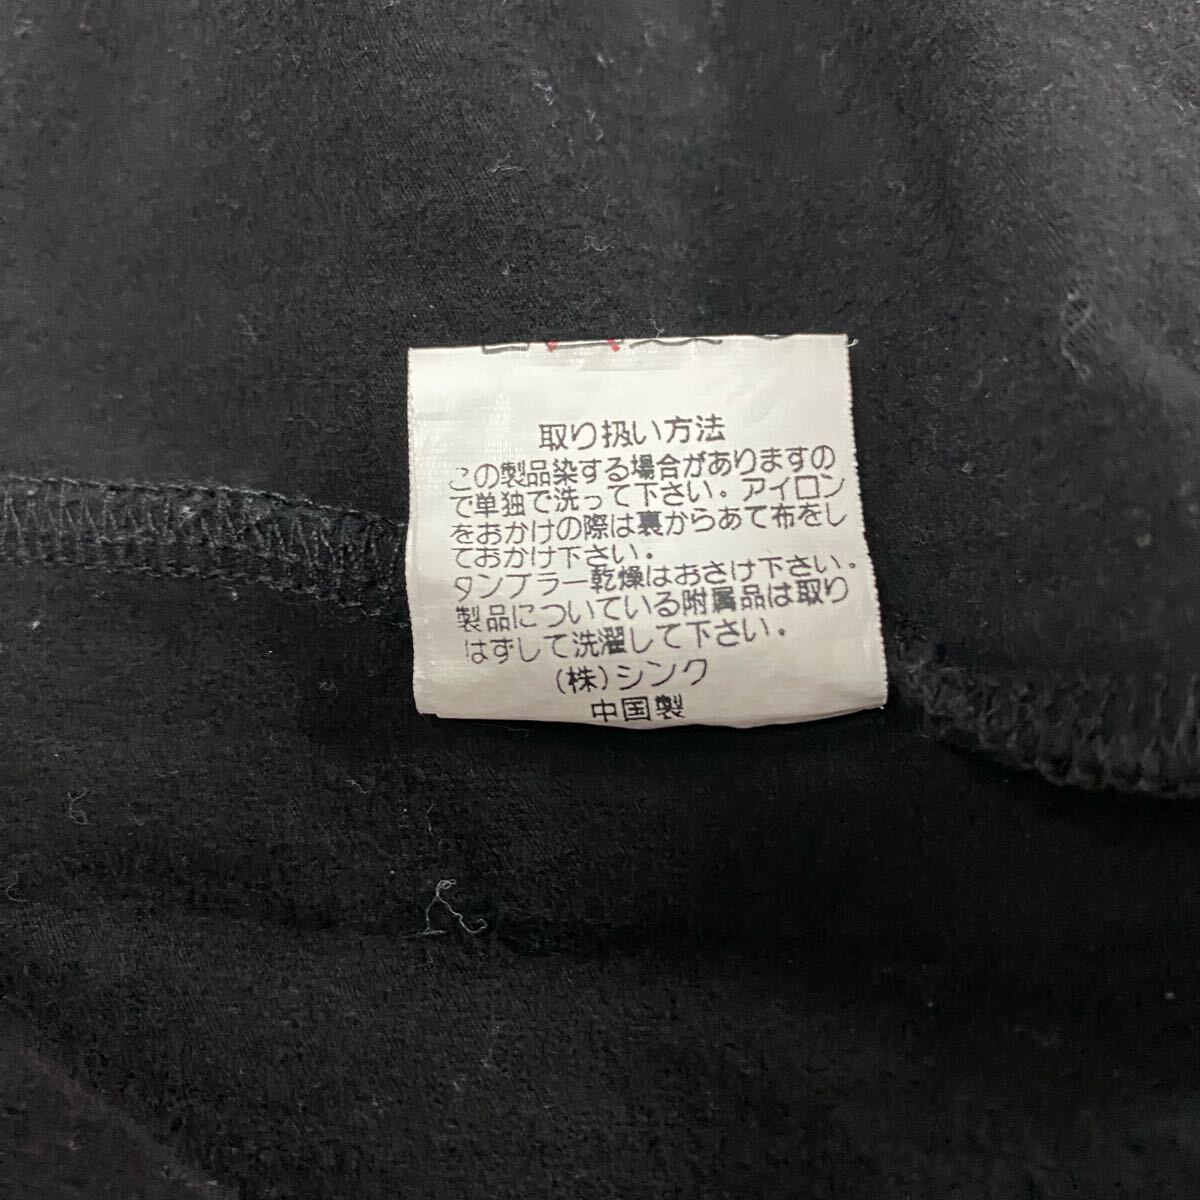 取り扱い方法
この製品染する場合がありますの
で単独で洗って下さい．アイロン
をおかけの際は裏からあて布をし
ておかけ下さい．
タンブラー乾燥はおさけ下さい．
製品についている附属品は取り
はずして洗濯して下さい．
(株)シンク
中国製